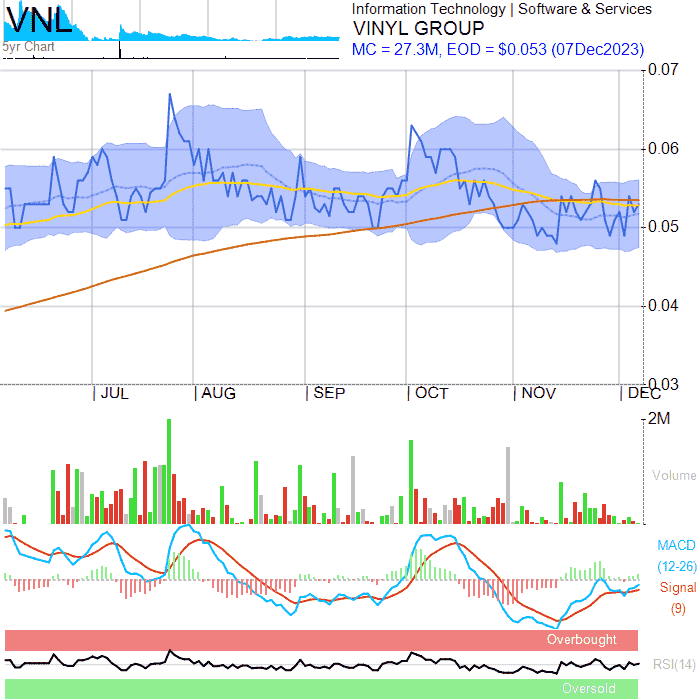 VNL
5yr Chart
Information Technology | Software & Services
VINYL GROUP
MC = 27.3M, EOD = $0.053 (07Dec2023)
0.07
0.06
0.05
0.04
0.03
JUL AUG SEP OCT NOV DEC
2M
Volume
MACD
(12-26)
Signal
(9)
Overbought
RSI(14)
Oversold